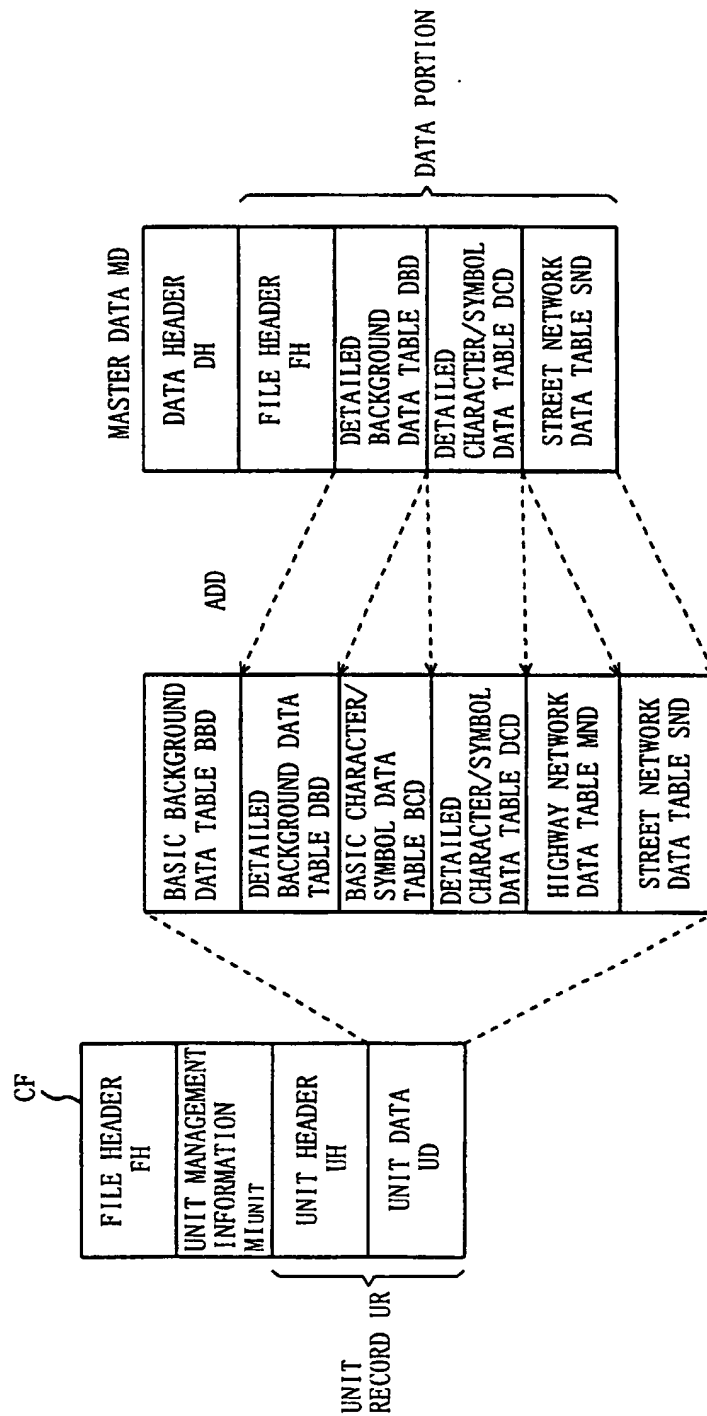 CF
FILE HEADER
FH
UNIT MANAGEMENT
INFORMATION
MIUNIT
UNIT HEADER
UH
UNIT DATA
UD
UNIT
RECORD UR
BASIC BACKGROUND
DATA TABLE BBD
DETAILED
BACKGROUND DATA
TABLE DBD
BASIC CHARACTER/
SYMBOL DATA
TABLE BCD
DETAILED
CHARACTER/SYMBOL
DATA TABLE DCD
HIGHWAY NETWORK
DATA TABLE MND
STREET NETWORK
DATA TABLE SND
ADD
MASTER DATA MD
DATA HEADER
DH
FILE HEADER
FH
DETAILED
BACKGROUND
DATA TABLE DBD
DETAILED
CHARACTER/SYMBOL
DATA TABLE DCD
STREET NETWORK
DATA TABLE SND
DATA PORTION